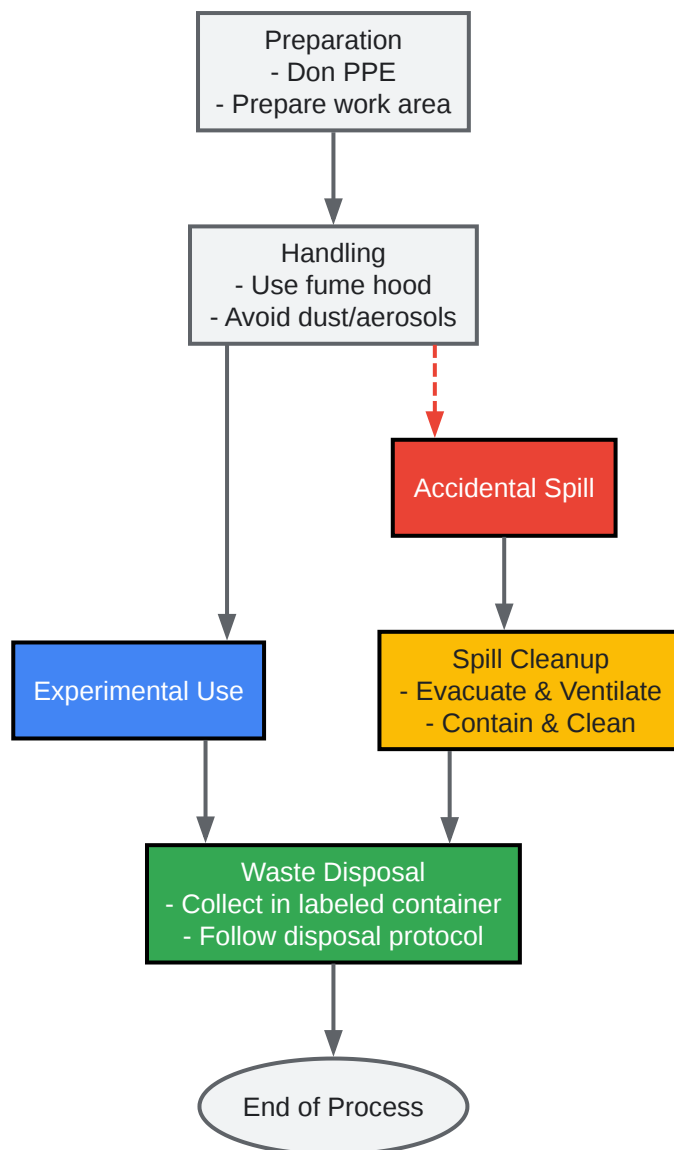 Preparation
- Don PPE
- Prepare work area
Handling
- Use fume hood
- Avoid dust/aerosols
Accidental Spill
Experimental Use
Spill Cleanup
- Evacuate & Ventilate
- Contain & Clean
Waste Disposal
- Collect in labeled container
- Follow disposal protocol
End of Process